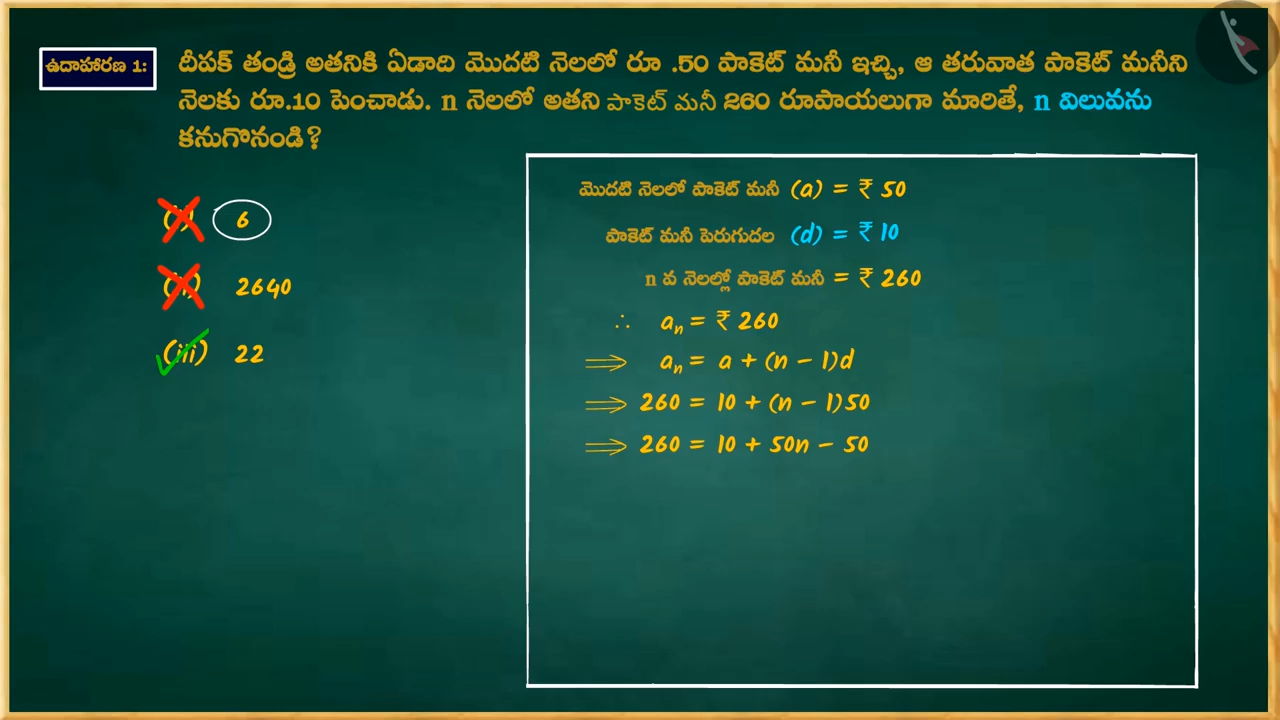 ఉదాహారణ 1:
దీపక్ తండ్రి అతనికి ఏడాది మొదటి నెలలో రూ .50 పాకెట్ మనీ ఇచ్చి, ఆ తరువాత పాకెట్ మనీని
నెలకు రూ.10 పెంచాడు. n నెలలో అతని పాకెట్ మనీ 260 రూపాయలుగా మారితే, n విలువను
కనుగొనండి?
(i) 6
(ii) 2640
(iii) 22
మొదటి నెలలో పాకెట్ మనీ (a) = ₹ 50
పాకెట్ మనీ పెరుగుదల (d) = ₹ 10
n వ నెలల్లో పాకెట్ మనీ = ₹ 260
∴ aₙ = ₹ 260
⟹ aₙ = a + (n − 1)d
⟹ 260 = 10 + (n − 1)50
⟹ 260 = 10 + 50n − 50